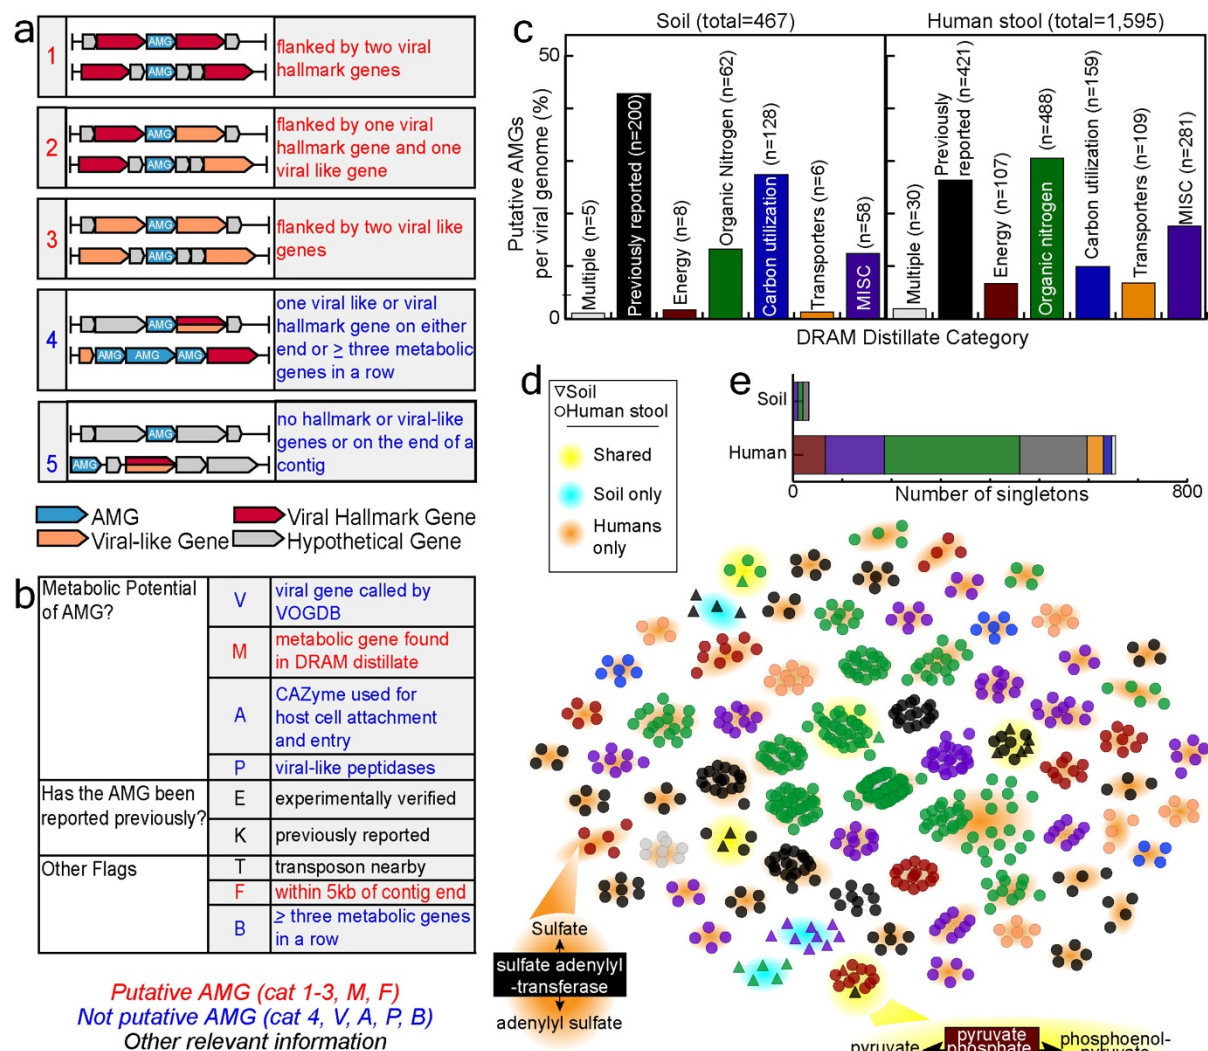 a
1
AMG
AMG
flanked by two viral
hallmark genes
2
AMG
AMG
flanked by one viral
hallmark gene and one
viral like gene
3
AMG
AMG
flanked by two viral like
genes
4
AMG
AMG AMG AMG
one viral like or viral
hallmark gene on either
end or ≥ three metabolic
genes in a row
5
AMG
AMG
no hallmark or viral-like
genes or on the end of a
contig
AMG
Viral Hallmark Gene
Viral-like Gene
Hypothetical Gene
b
Metabolic Potential
of AMG?
V
viral gene called by
VOGDB
M
metabolic gene found
in DRAM distillate
A
CAZyme used for
host cell attachment
and entry
P
viral-like peptidases
Has the AMG been
reported previously?
E
experimentally verified
K
previously reported
Other Flags
T
transposon nearby
F
within 5kb of contig end
B
≥ three metabolic genes
in a row
Putative AMG (cat 1-3, M, F)
Not putative AMG (cat 4, V, A, P, B)
Other relevant information
c
Soil (total=467)
Human stool (total=1,595)
Putative AMGs
per viral genome (%)
50
0
Multiple (n=5)
Previously reported (n=200)
Energy (n=8)
Organic Nitrogen (n=62)
Carbon utilization (n=128)
Transporters (n=6)
MISC (n=58)
Multiple (n=30)
Previously
reported (n=421)
Energy (n=107)
Organic nitrogen (n=488)
Carbon utilization (n=159)
Transporters (n=109)
MISC (n=281)
DRAM Distillate Category
d
Soil
Human stool
Shared
Soil only
Humans
only
e
Soil
Human
0
Number of singletons
800
Sulfate
sulfate adenylyl
-transferase
adenylyl sulfate
pyruvate
pyruvate
phosphate
phosphoenol-
pyruvate